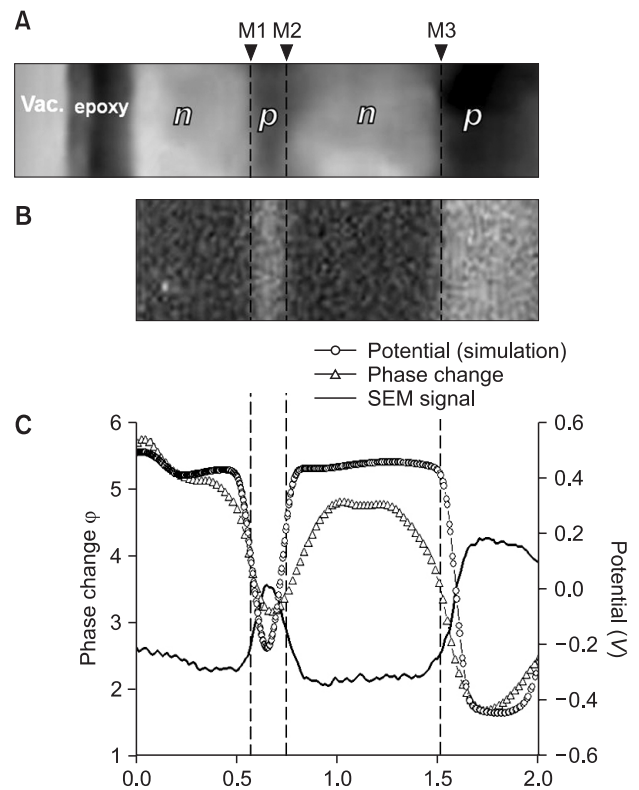 A
M1 M2 M3
Vac. epoxy n p n p
B
Potential (simulation)
Phase change
SEM signal
C
6
5
4
3
2
1
Phase change φ
0.6
0.4
0.2
0.0
−0.2
−0.4
−0.6
Potential (V)
0.0 0.5 1.0 1.5 2.0